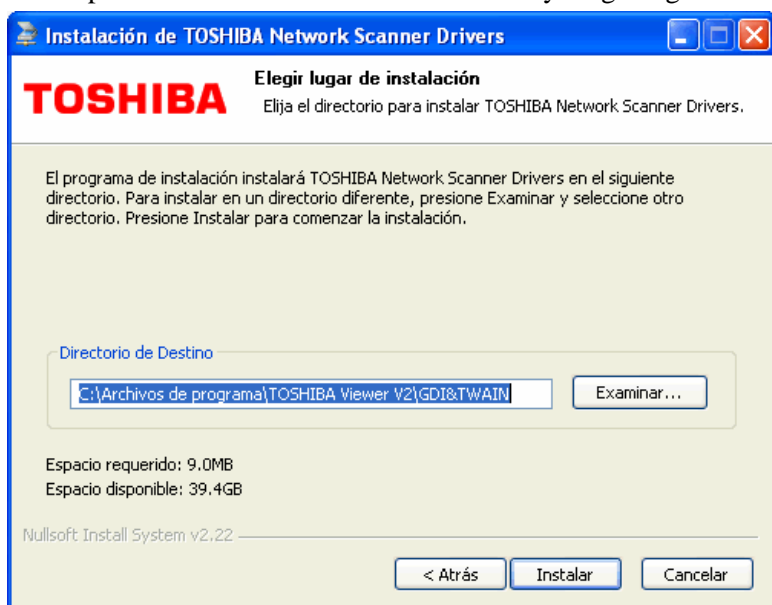 Instalación de TOSHIBA Network Scanner Drivers
TOSHIBA
Elegir lugar de instalación
Elija el directorio para instalar TOSHIBA Network Scanner Drivers.
El programa de instalación instalará TOSHIBA Network Scanner Drivers en el siguiente
directorio. Para instalar en un directorio diferente, presione Examinar y seleccione otro
directorio. Presione Instalar para comenzar la instalación.
Directorio de Destino
C:\Archivos de programa\TOSHIBA Viewer V2\GDI&TWAIN
Examinar...
Espacio requerido: 9.0MB
Espacio disponible: 39.4GB
Nullsoft Install System v2.22
< Atrás
Instalar
Cancelar